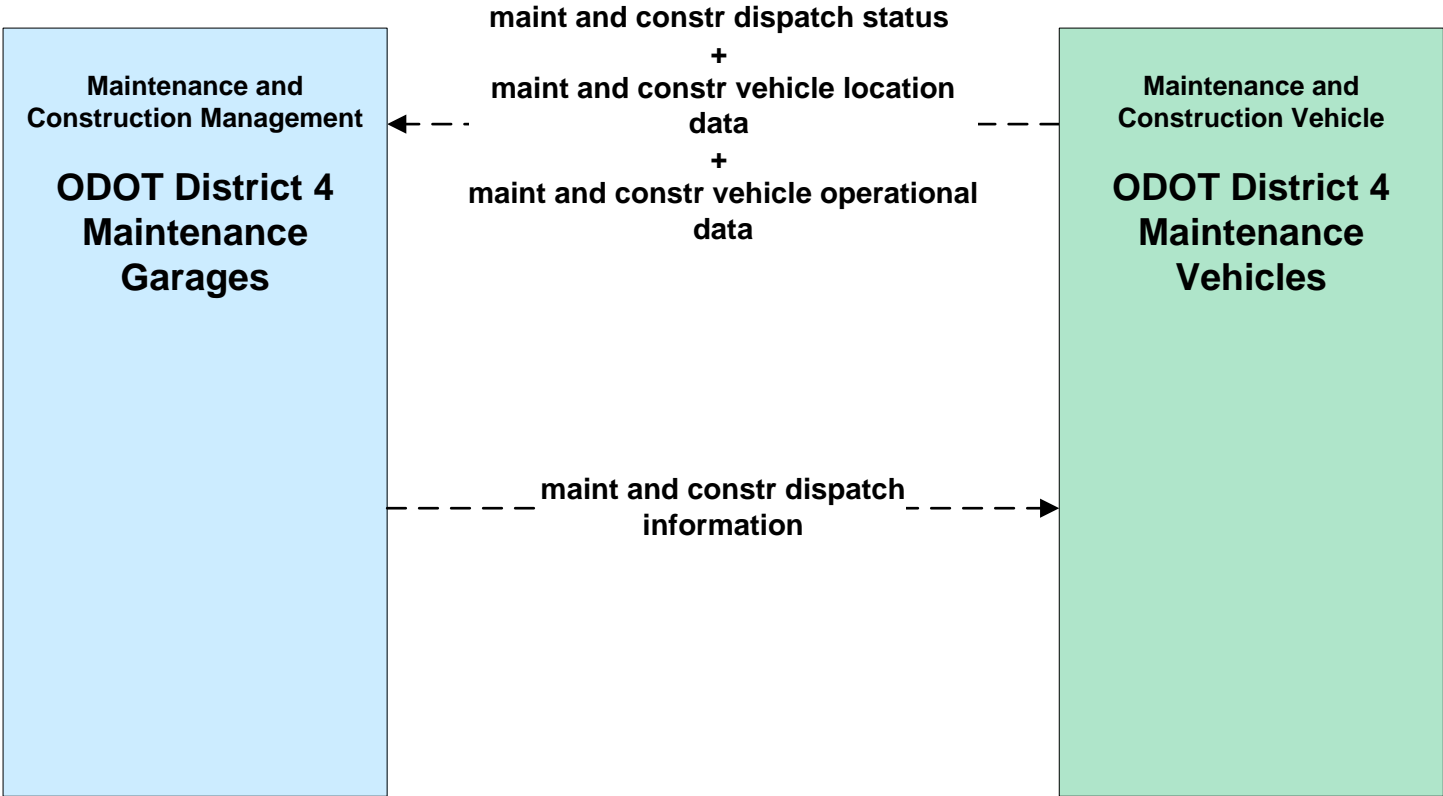 Maintenance and
Construction Management
ODOT District 4
Maintenance
Garages
maint and constr dispatch status
+
maint and constr vehicle location
data
+
maint and constr vehicle operational
data
maint and constr dispatch
information
Maintenance and
Construction Vehicle
ODOT District 4
Maintenance
Vehicles